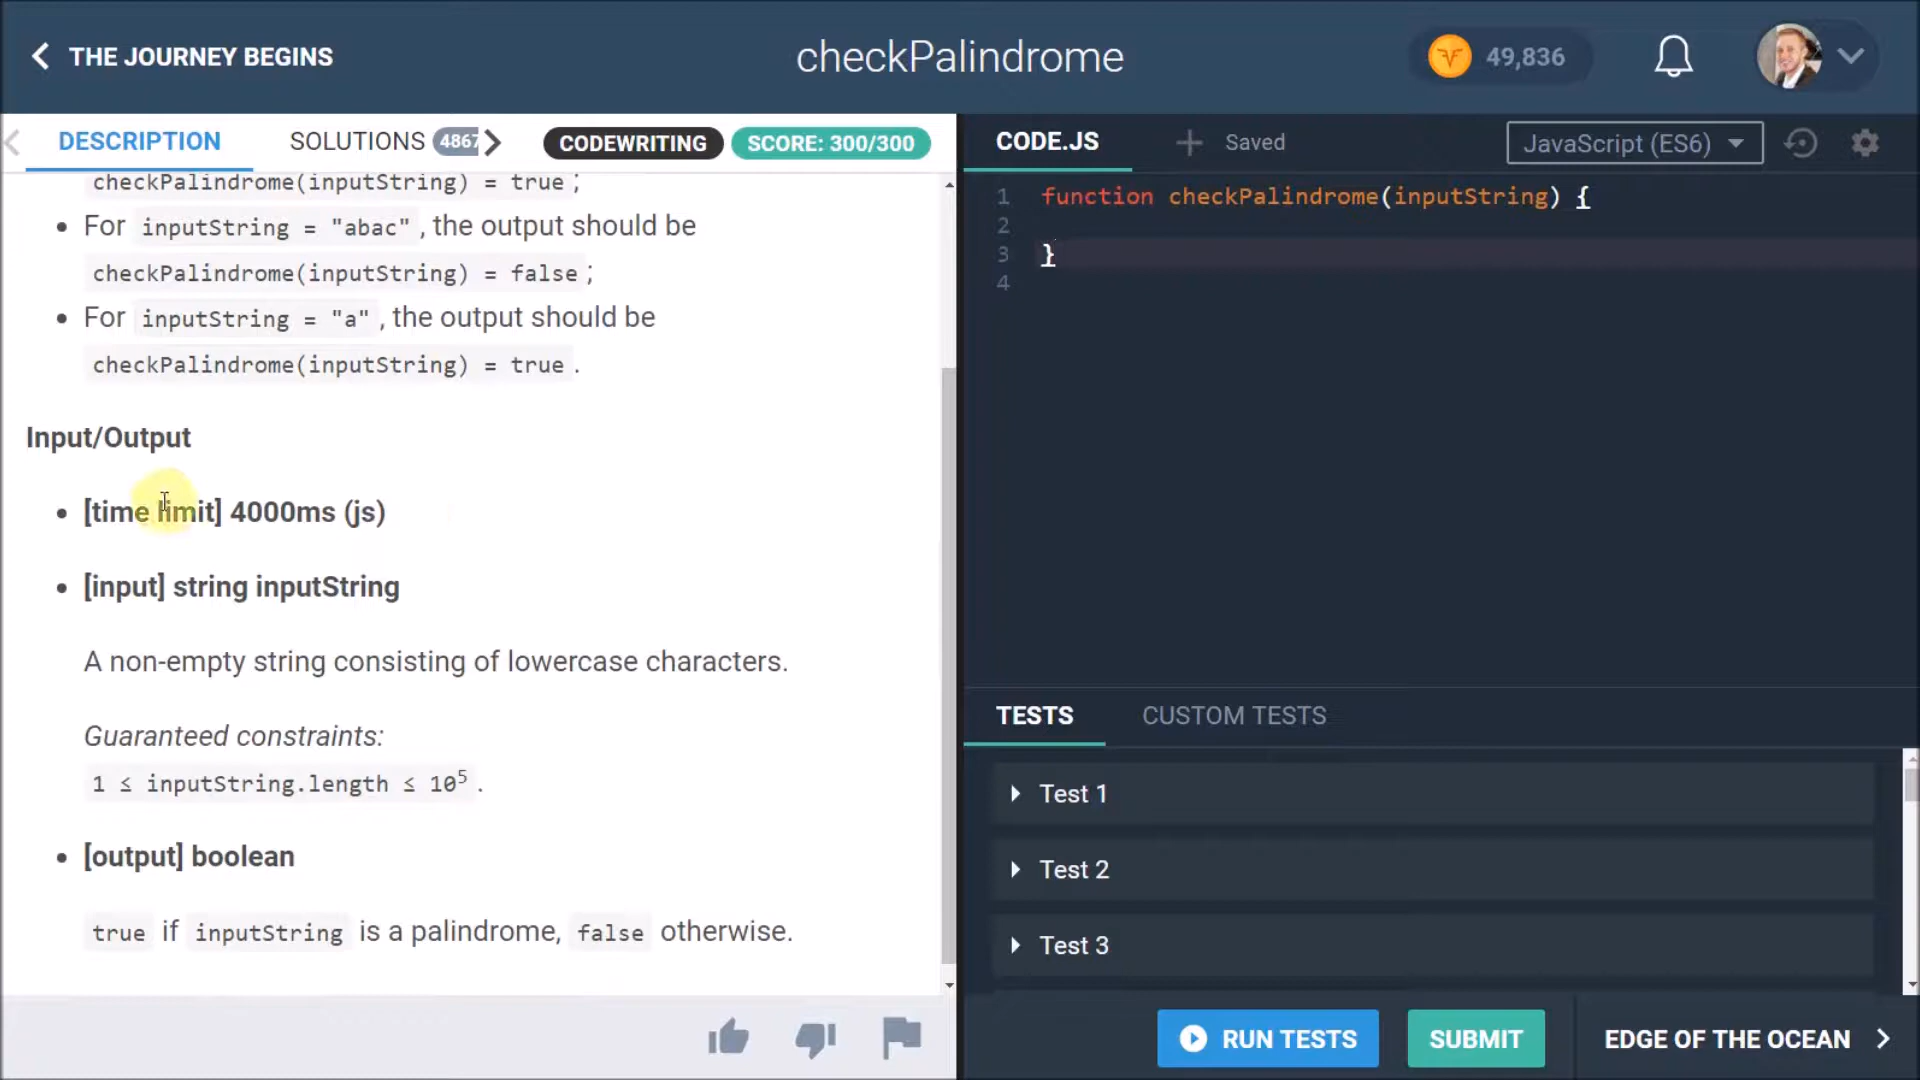 THE JOURNEY BEGINS
checkPalindrome
49,836
DESCRIPTION
SOLUTIONS 4867
CODEWRITING
SCORE: 300/300
checkPalindrome(inputString) = true;
• For inputString = "abac", the output should be
checkPalindrome(inputString) = false;
• For inputString = "a", the output should be
checkPalindrome(inputString) = true.
Input/Output
• [time limit] 4000ms (js)
• [input] string inputString
A non-empty string consisting of lowercase characters.
Guaranteed constraints:
1 ≤ inputString.length ≤ 10⁵.
• [output] boolean
true if inputString is a palindrome, false otherwise.
CODE.JS
Saved
JavaScript (ES6)
1 function checkPalindrome(inputString) {
2
3 }
4
TESTS
CUSTOM TESTS
Test 1
Test 2
Test 3
RUN TESTS
SUBMIT
EDGE OF THE OCEAN